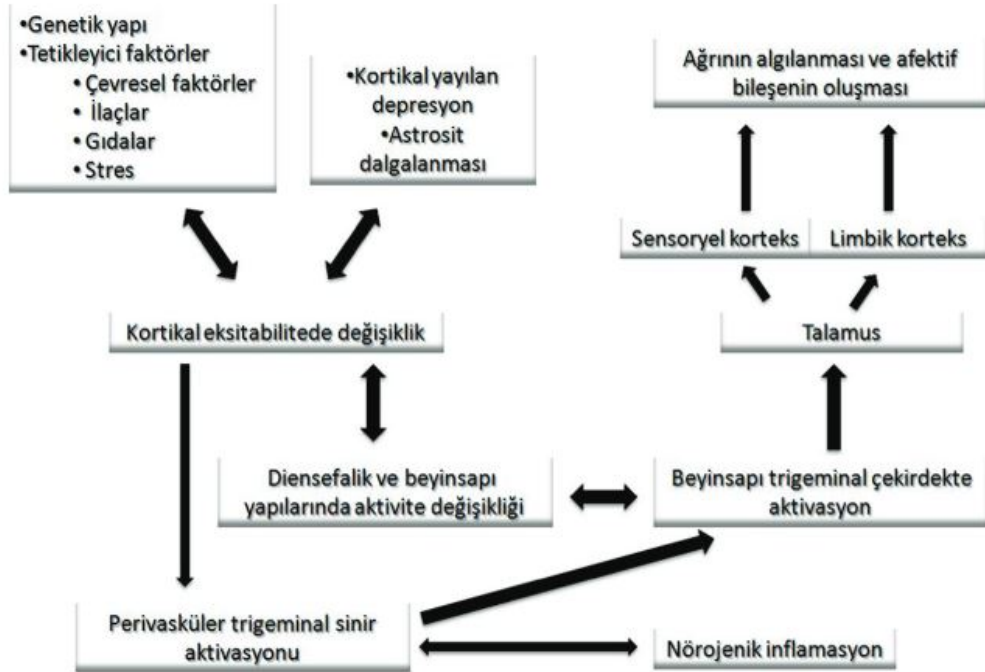 •Genetik yapı
•Tetikleyici faktörler
•Çevresel faktörler
•İlaçlar
•Gıdalar
•Stres
•Kortikal yayılan
depresyon
•Astrosit
dalgalanması
Ağrının algılanması ve afektif
bileşenin oluşması
Sensoryel korteks
Limbik korteks
Kortikal eksitabilitede değişiklik
Talamus
Diensefalik ve beyinsapı
yapılarında aktivite değişikliği
Beyinsapı trigeminal çekirdekte
aktivasyon
Perivasküler trigeminal sinir
aktivasyonu
Nörojenik inflamasyon